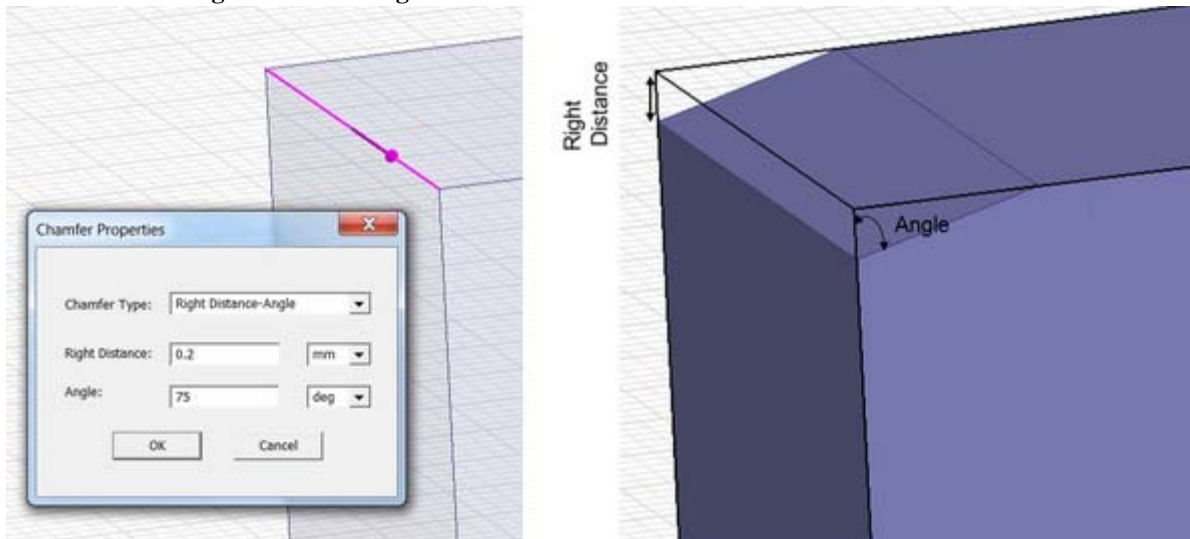 Chamfer Properties
Chamfer Type: Right Distance-Angle
Right Distance: 0.2 mm
Angle: 75 deg
OK Cancel
Right
Distance
Angle